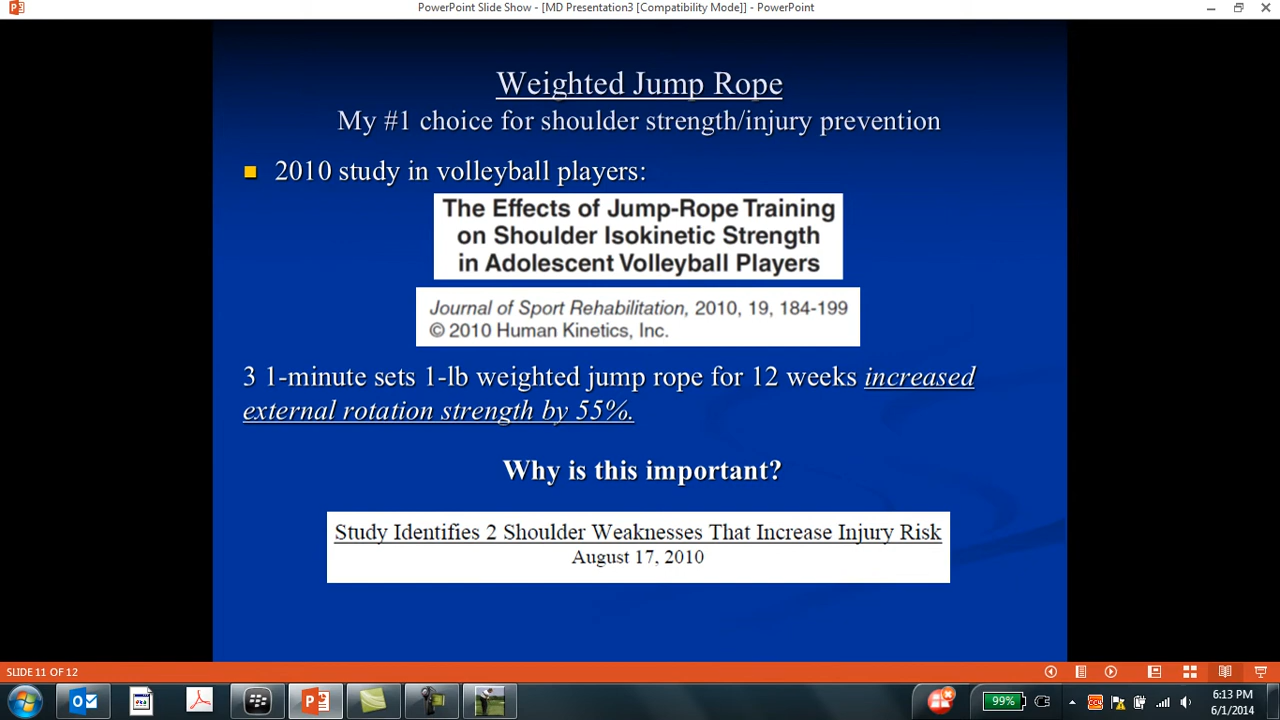 PowerPoint Slide Show - [MD Presentation3 [Compatibility Mode]] - PowerPoint
Weighted Jump Rope
My #1 choice for shoulder strength/injury prevention
2010 study in volleyball players:
The Effects of Jump-Rope Training
on Shoulder Isokinetic Strength
in Adolescent Volleyball Players
Journal of Sport Rehabilitation, 2010, 19, 184-199
© 2010 Human Kinetics, Inc.
3 1-minute sets 1-lb weighted jump rope for 12 weeks increased
external rotation strength by 55%.
Why is this important?
Study Identifies 2 Shoulder Weaknesses That Increase Injury Risk
August 17, 2010
SLIDE 11 OF 12
99%
6:13 PM
6/1/2014